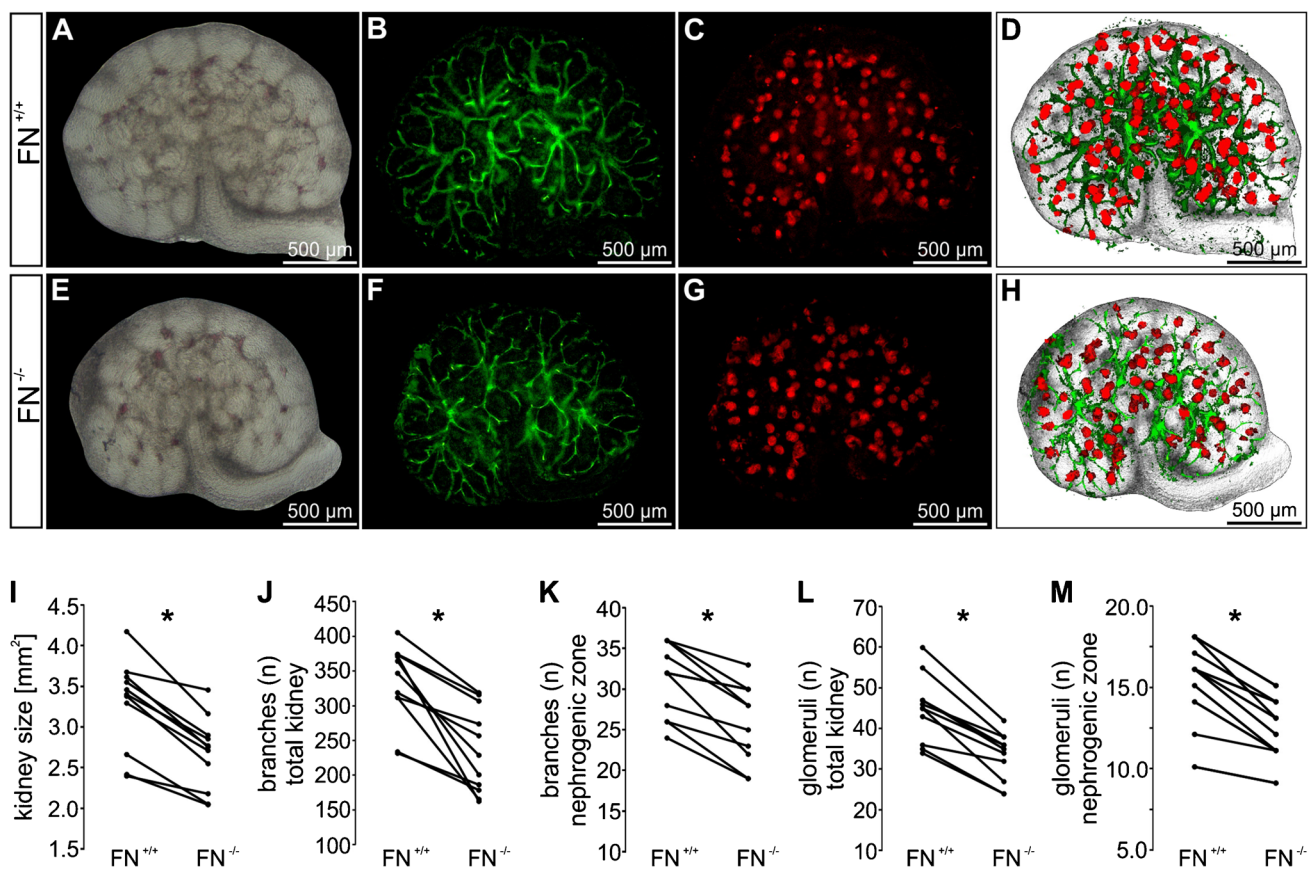 FN+/+
A
B
C
D
500 µm
500 µm
500 µm
500 µm
FN-/-
E
F
G
H
500 µm
500 µm
500 µm
500 µm
I
kidney size [mm²]
4.5
4.0
3.5
3.0
2.5
2.0
1.5
*
FN+/+
FN-/-
J
branches (n)
total kidney
450
400
350
300
250
200
150
100
*
FN+/+
FN-/-
K
branches (n)
nephrogenic zone
40
30
20
10
*
FN+/+
FN-/-
L
glomeruli (n)
total kidney
70
60
50
40
30
20
10
*
FN+/+
FN-/-
M
glomeruli (n)
nephrogenic zone
20.0
15.0
10.0
5.0
*
FN+/+
FN-/-